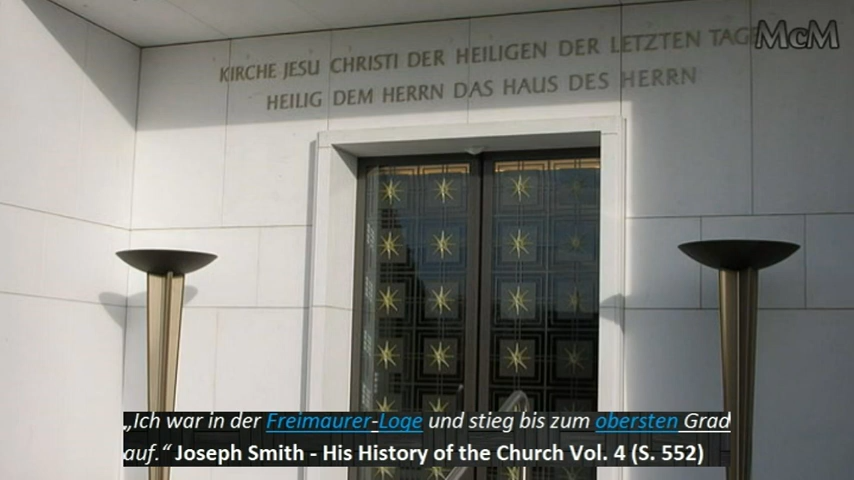 KIRCHE JESU CHRISTI DER HEILIGEN DER LETZTEN TAGE
McM
HEILIG DEM HERRN DAS HAUS DES HERRN
„Ich war in der Freimaurer-Loge und stieg bis zum obersten Grad
auf.“ Joseph Smith - His History of the Church Vol. 4 (S. 552)